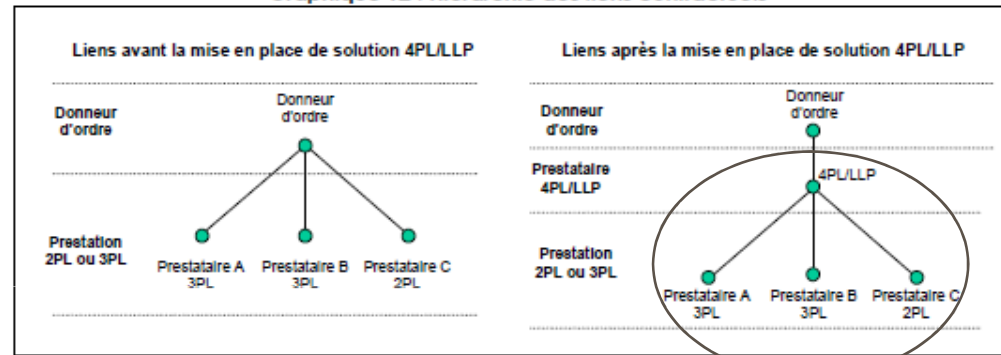 Liens avant la mise en place de solution 4PL/LLP
Donneur
d'ordre
Donneur
d'ordre
Prestation
2PL ou 3PL
Prestataire A
3PL
Prestataire B
3PL
Prestataire C
2PL
Liens après la mise en place de solution 4PL/LLP
Donneur
d'ordre
Donneur
d'ordre
Prestataire
4PL/LLP
4PL/LLP
Prestation
2PL ou 3PL
Prestataire A
3PL
Prestataire B
3PL
Prestataire C
2PL